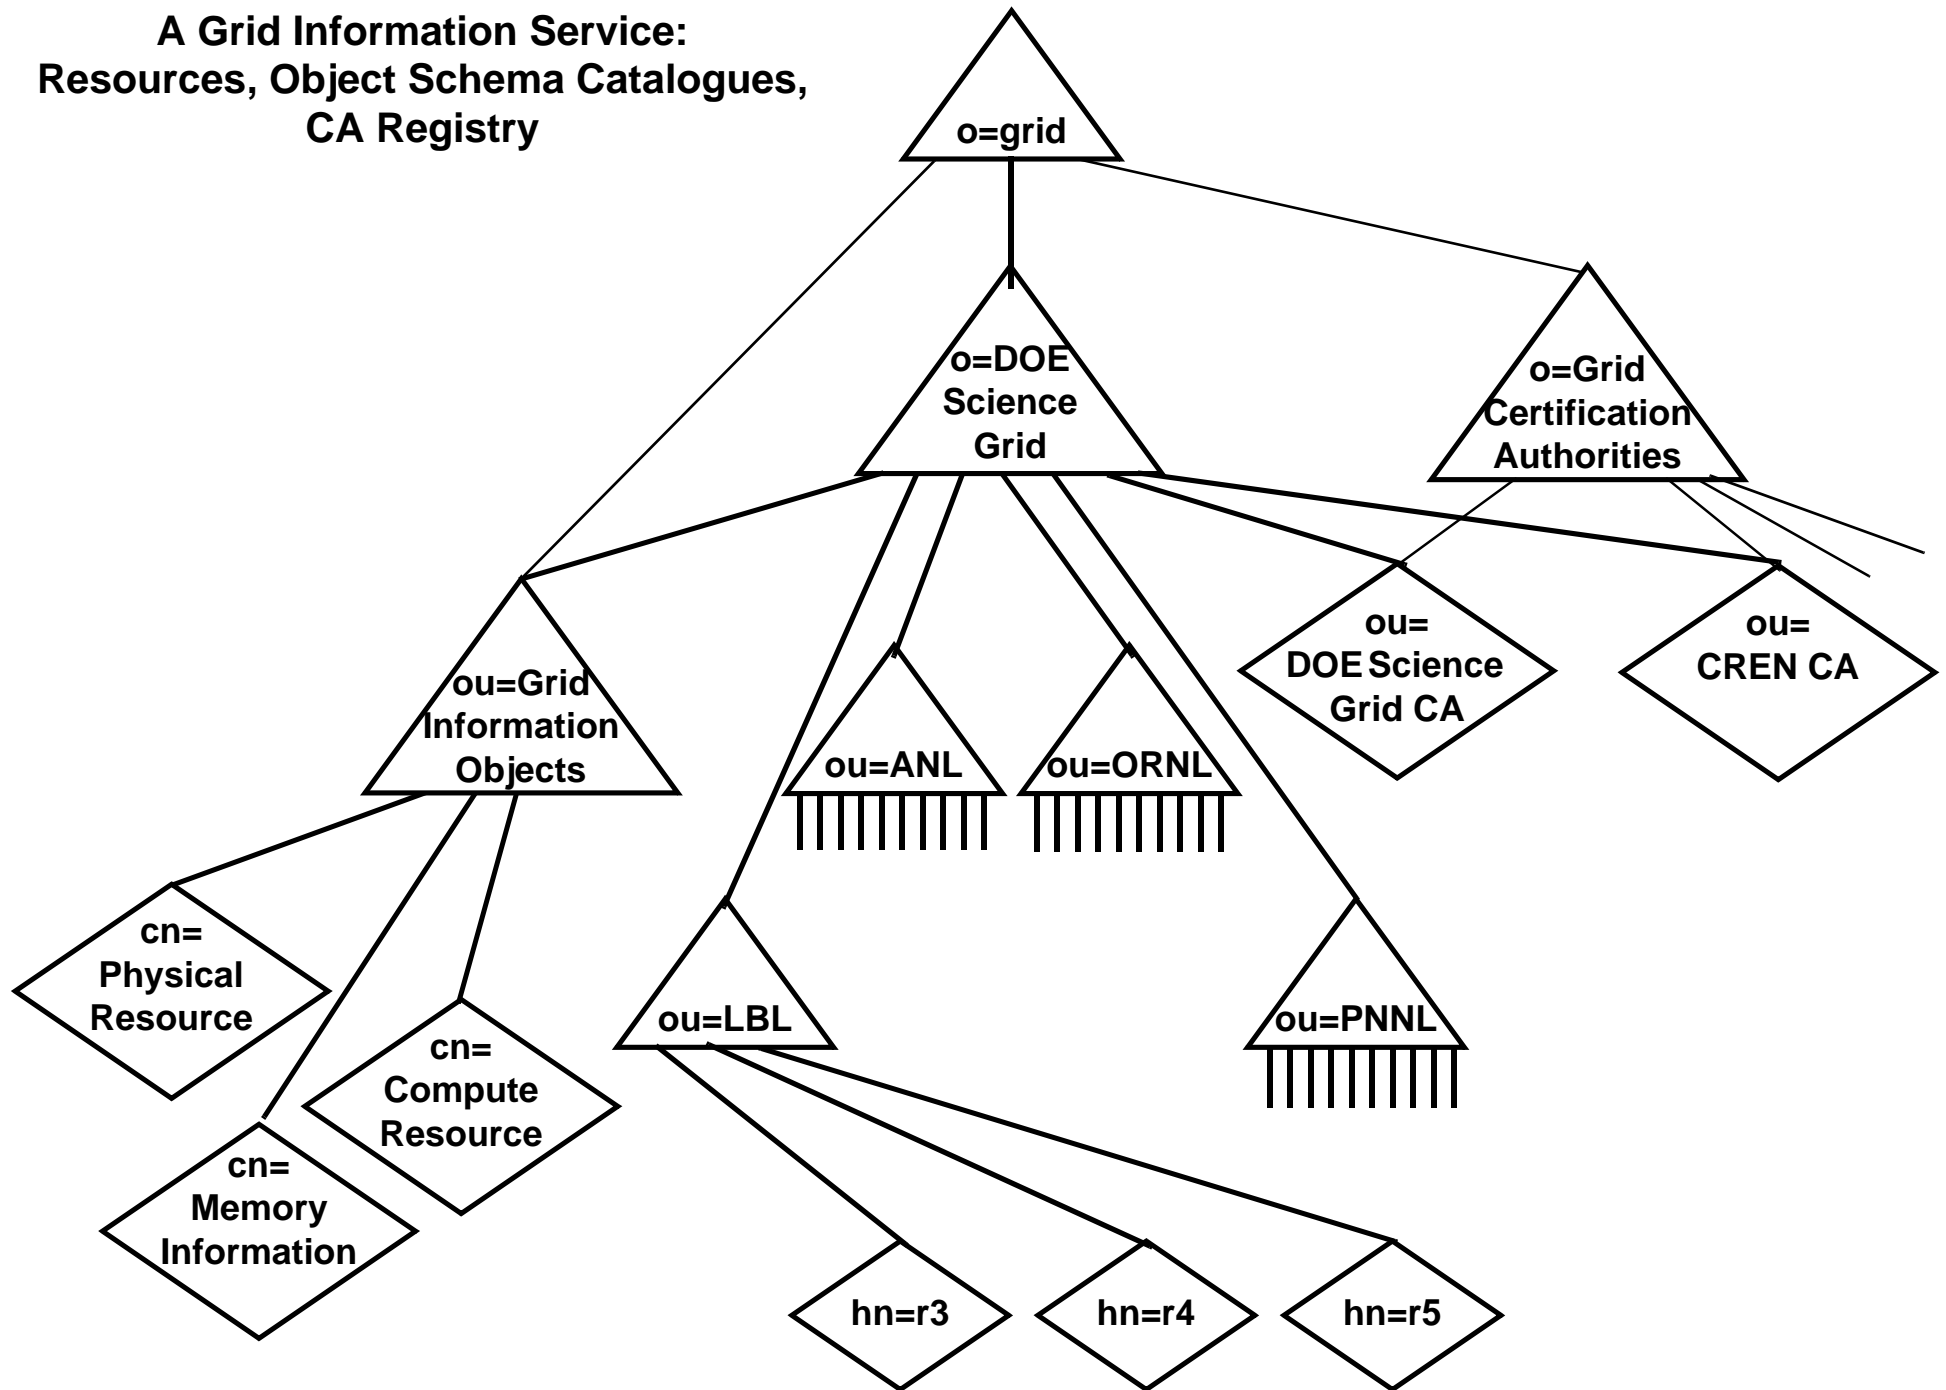 A Grid Information Service:
Resources, Object Schema Catalogues,
CA Registry
o=grid
o=DOE
Science
Grid
o=Grid
Certification
Authorities
ou=Grid
Information
Objects
ou=ANL
ou=ORNL
ou=
DOE Science
Grid CA
ou=
CREN CA
cn=
Physical
Resource
cn=
Compute
Resource
cn=
Memory
Information
ou=LBL
ou=PNNL
hn=r3
hn=r4
hn=r5